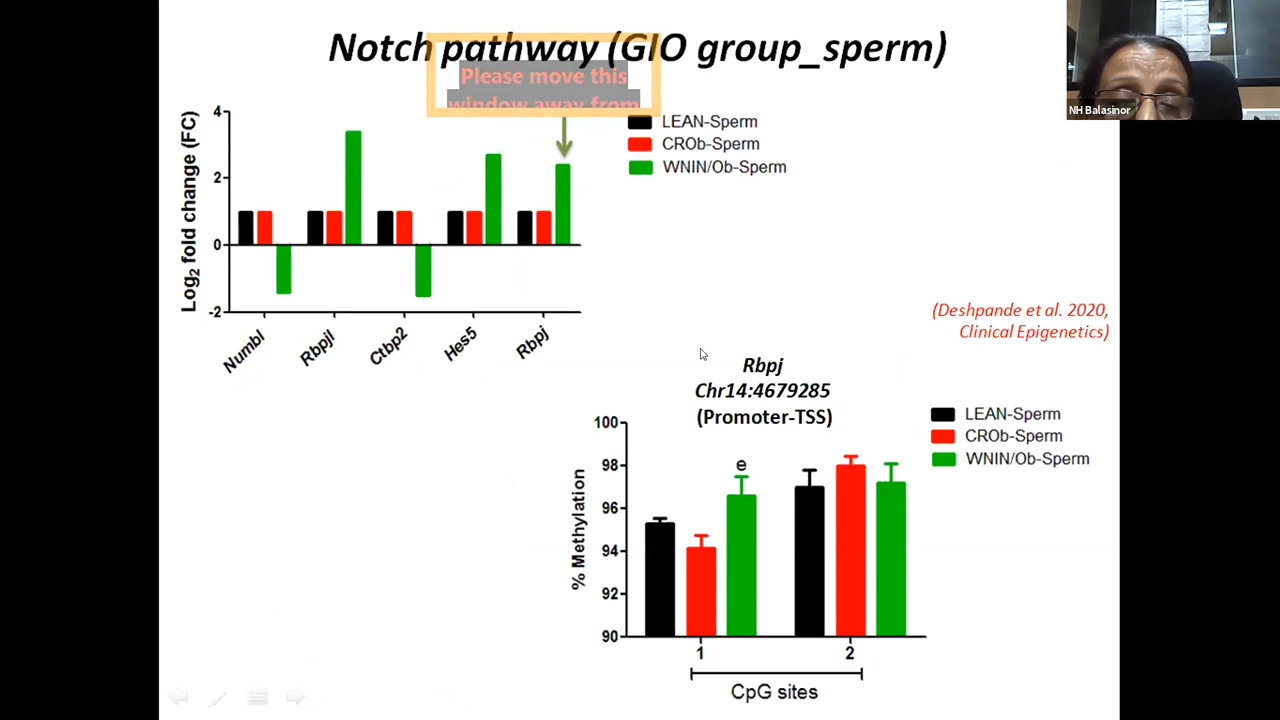 Notch pathway (GIO group_sperm)
Please move this
window away from
NH Balasinor
Log2 fold change (FC)
4
2
0
-2
Numbl
Rbpjl
Ctbp2
Hes5
Rbpj
LEAN-Sperm
CROb-Sperm
WNIN/Ob-Sperm
(Deshpande et al. 2020,
Clinical Epigenetics)
Rbpj
Chr14:4679285
(Promoter-TSS)
% Methylation
100
98
96
94
92
90
e
1
2
CpG sites
LEAN-Sperm
CROb-Sperm
WNIN/Ob-Sperm